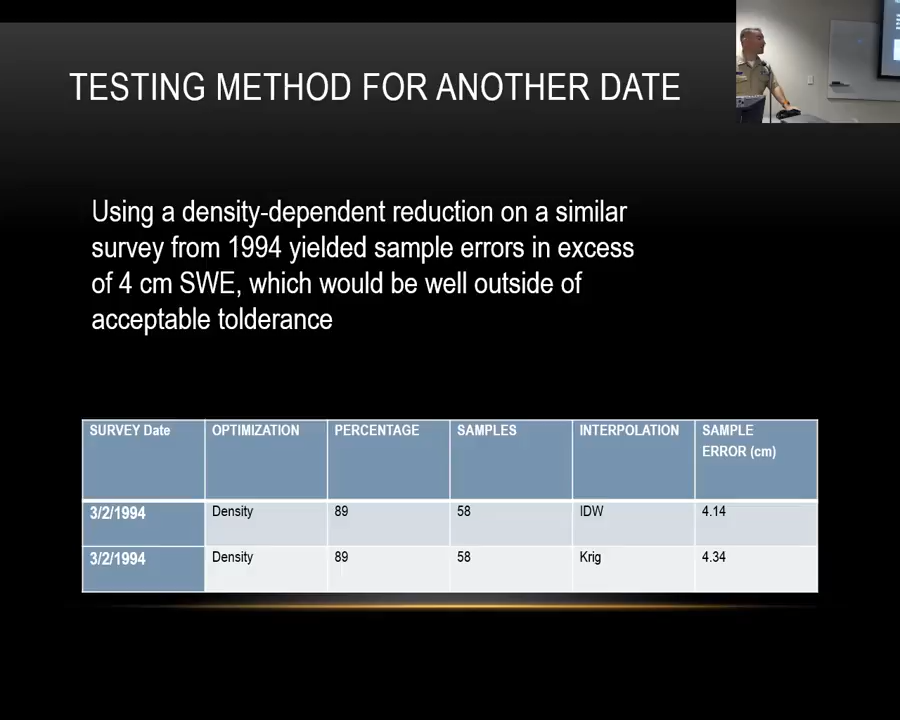 TESTING METHOD FOR ANOTHER DATE
Using a density-dependent reduction on a similar
survey from 1994 yielded sample errors in excess
of 4 cm SWE, which would be well outside of
acceptable tolderance
SURVEY Date OPTIMIZATION PERCENTAGE SAMPLES INTERPOLATION SAMPLE
ERROR (cm)
3/2/1994 Density 89 58 IDW 4.14
3/2/1994 Density 89 58 Krig 4.34